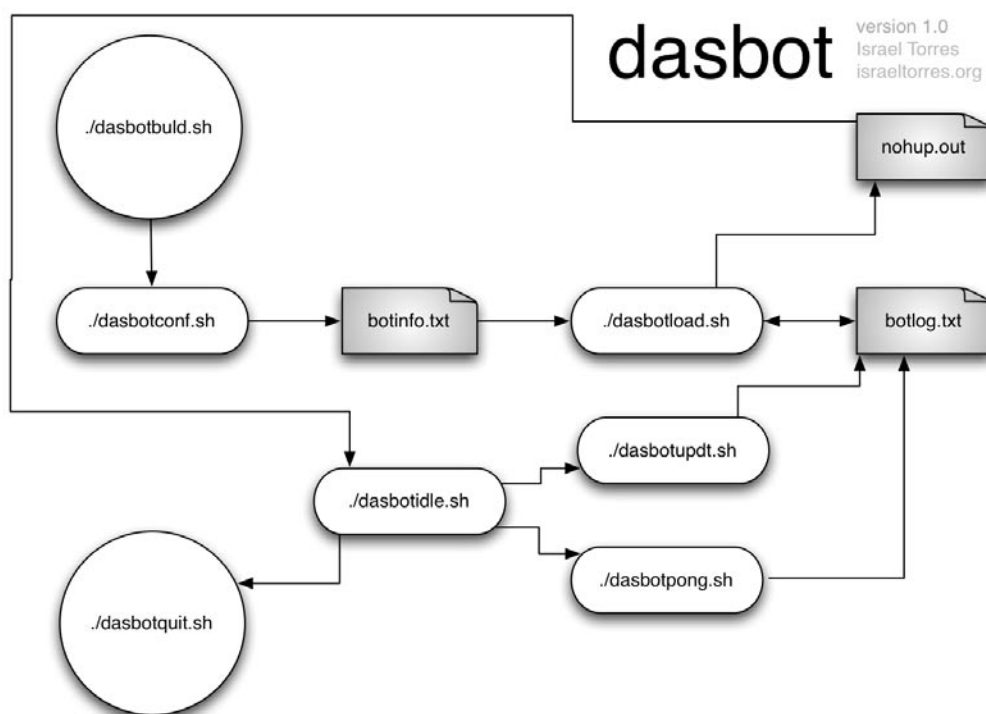 dasbot
version 1.0
Israel Torres
israeltorres.org
./dasbotbuld.sh
nohup.out
./dasbotconf.sh
botinfo.txt
./dasbotload.sh
botlog.txt
./dasbotupdt.sh
./dasbotidle.sh
./dasbotpong.sh
./dasbotquit.sh